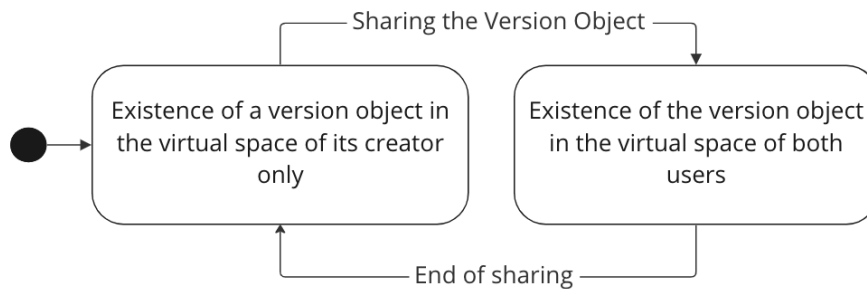 Sharing the Version Object
Existence of a version object in
the virtual space of its creator
only
Existence of the version object
in the virtual space of both
users
End of sharing